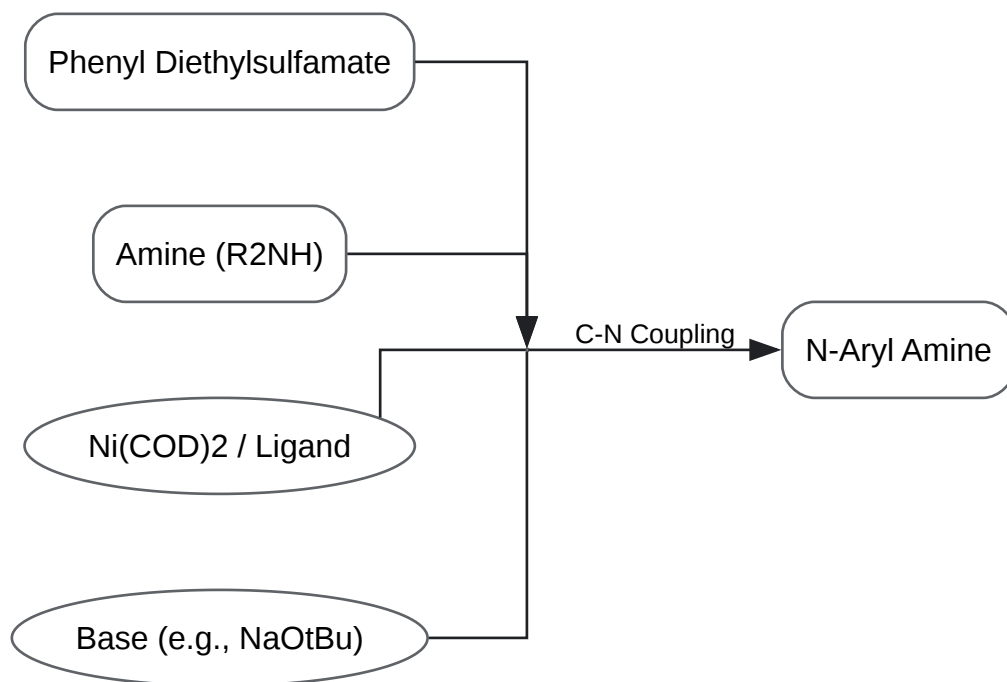 Phenyl Diethylsulfamate
Amine (R2NH)
C-N Coupling
N-Aryl Amine
Ni(COD)2 / Ligand
Base (e.g., NaOtBu)